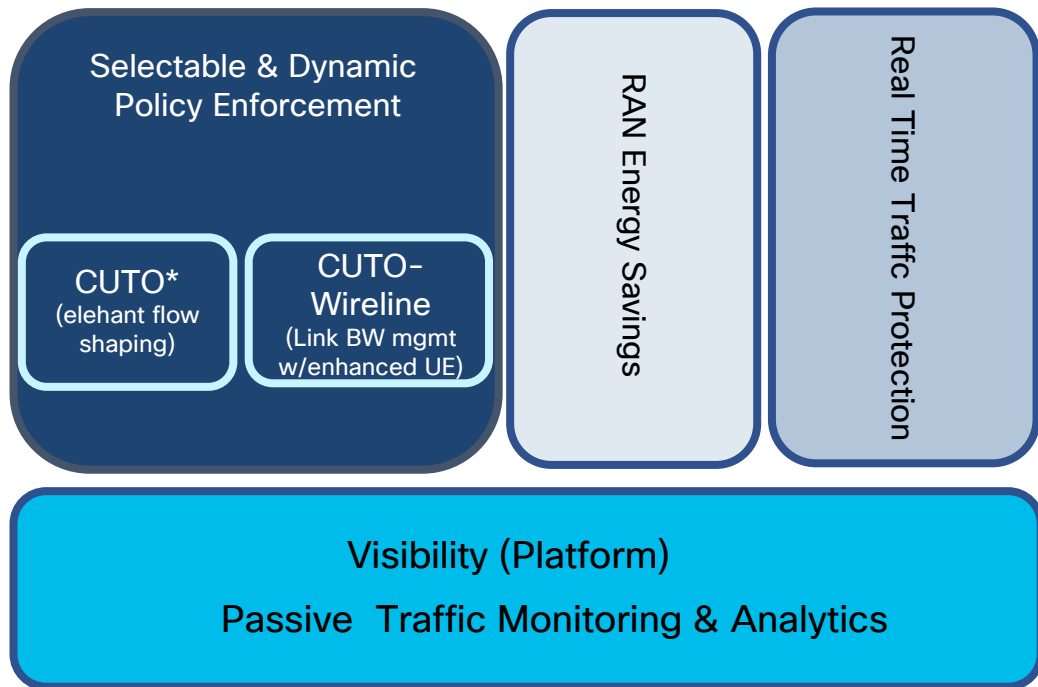 Selectable & Dynamic
Policy Enforcement
CUTO*
(elehant flow
shaping)
CUTO-
Wireline
(Link BW mgmt
w/enhanced UE)
RAN Energy Savings
Real Time Traffc Protection
Visibility (Platform)
Passive Traffic Monitoring & Analytics